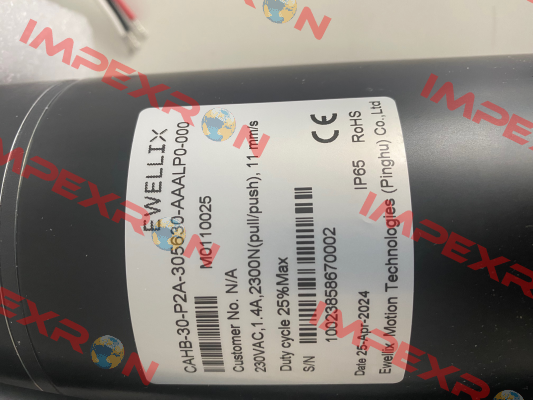 EWELLIX
CAHB-30-P2A-305630-AAALP0-000
M0110025
Customer No. N/A
230VAC,1.4A,2300N(pull/push), 11 mm/s
Duty cycle 25%Max
S/N
10023858670002
Date 25-Apr-2024
IP65 RoHS
CE
Ewellix Motion Technologies (Pinghu) Co.,Ltd
IMPEXRON
IMPEXRON
IMPEXRON
IMPEXRON